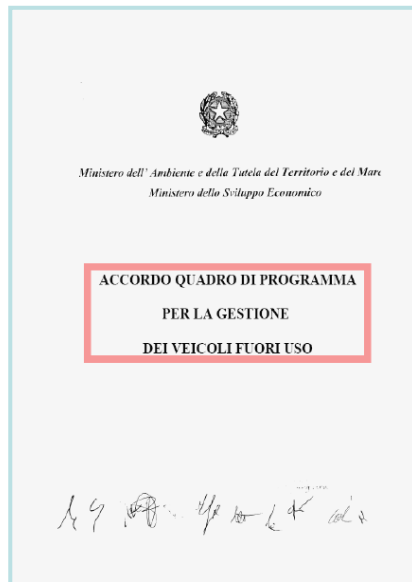 Ministero dell' Ambiente e della Tutela del Territorio e del Mare
Ministero dello Sviluppo Economico
ACCORDO QUADRO DI PROGRAMMA
PER LA GESTIONE
DEI VEICOLI FUORI USO